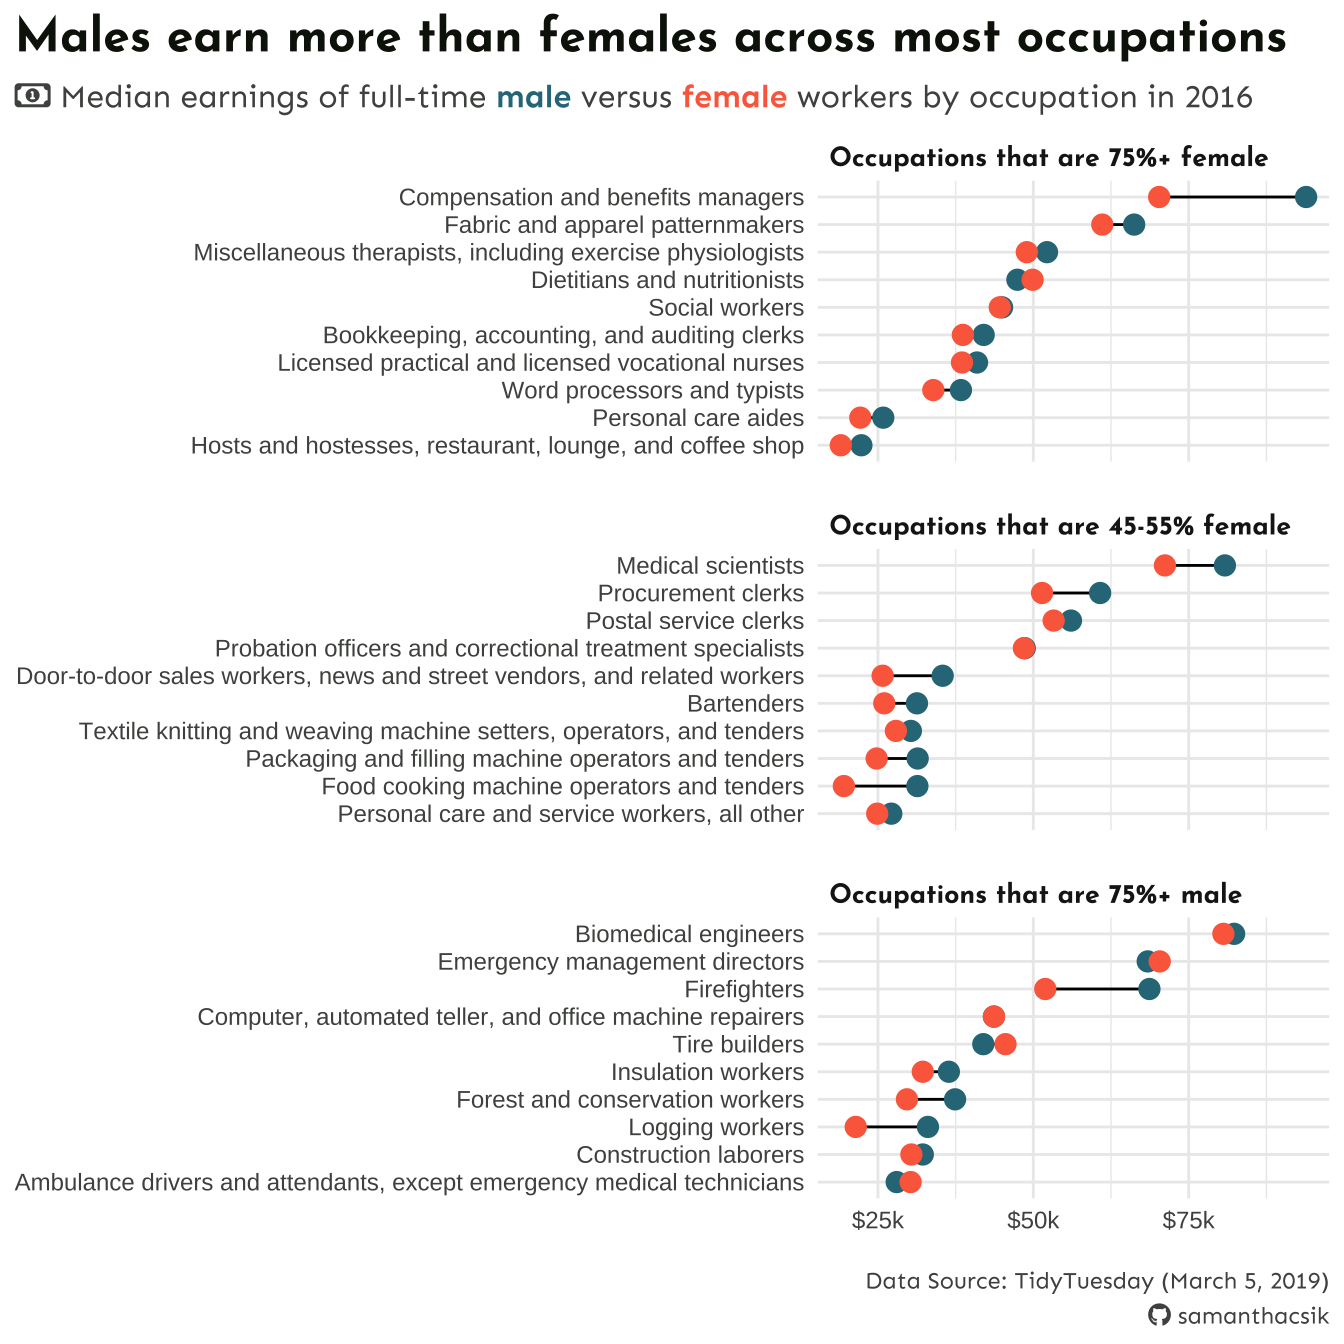 Males earn more than females across most occupations
Median earnings of full-time male versus female workers by occupation in 2016
Occupations that are 75%+ female
Compensation and benefits managers
Fabric and apparel patternmakers
Miscellaneous therapists, including exercise physiologists
Dietitians and nutritionists
Social workers
Bookkeeping, accounting, and auditing clerks
Licensed practical and licensed vocational nurses
Word processors and typists
Personal care aides
Hosts and hostesses, restaurant, lounge, and coffee shop
Occupations that are 45-55% female
Medical scientists
Procurement clerks
Postal service clerks
Probation officers and correctional treatment specialists
Door-to-door sales workers, news and street vendors, and related workers
Bartenders
Textile knitting and weaving machine setters, operators, and tenders
Packaging and filling machine operators and tenders
Food cooking machine operators and tenders
Personal care and service workers, all other
Occupations that are 75%+ male
Biomedical engineers
Emergency management directors
Firefighters
Computer, automated teller, and office machine repairers
Tire builders
Insulation workers
Forest and conservation workers
Logging workers
Construction laborers
Ambulance drivers and attendants, except emergency medical technicians
$25k $50k $75k
Data Source: TidyTuesday (March 5, 2019)
samanthacsik